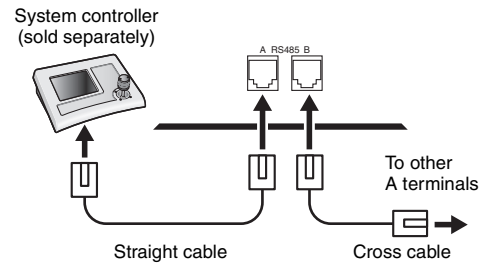 System controller
(sold separately)
A RS485 B
To other
A terminals
Straight cable
Cross cable